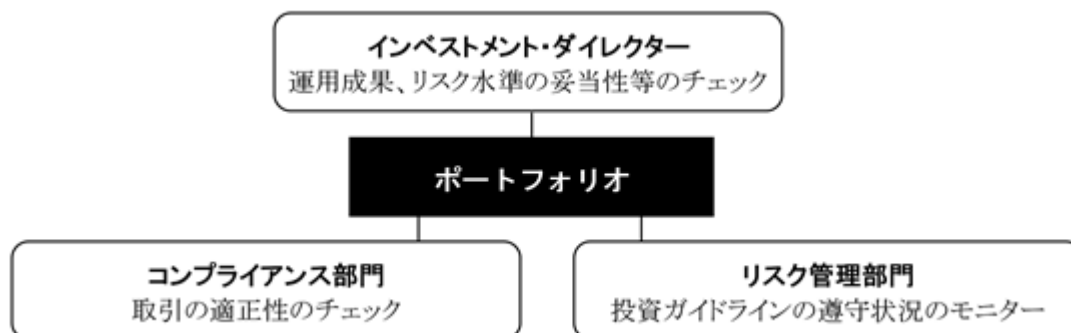 インベストメント・ダイレクター
運用成果、リスク水準の妥当性等のチェック
ポートフォリオ
コンプライアンス部門
取引の適正性のチェック
リスク管理部門
投資ガイドラインの遵守状況のモニター